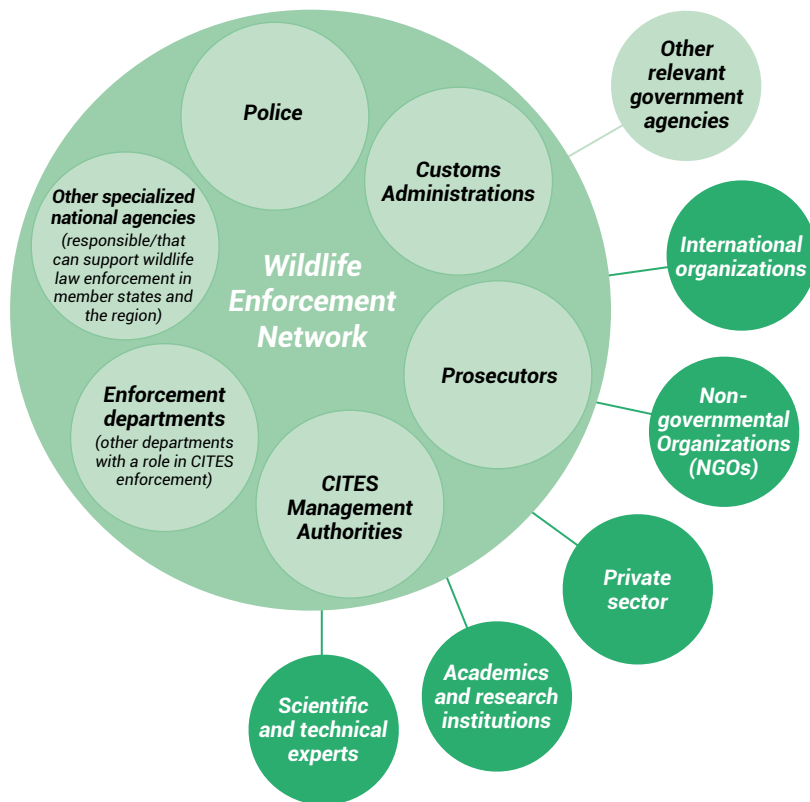 Other
relevant
government
agencies
Police
Customs
Administrations
Other specialized
national agencies
(responsible/that
can support wildlife
law enforcement in
member states and
the region)
Wildlife
Enforcement
Network
International
organizations
Prosecutors
Enforcement
departments
(other departments
with a role in CITES
enforcement)
Non-
governmental
Organizations
(NGOs)
CITES
Management
Authorities
Private
sector
Academics
and research
institutions
Scientific
and technical
experts